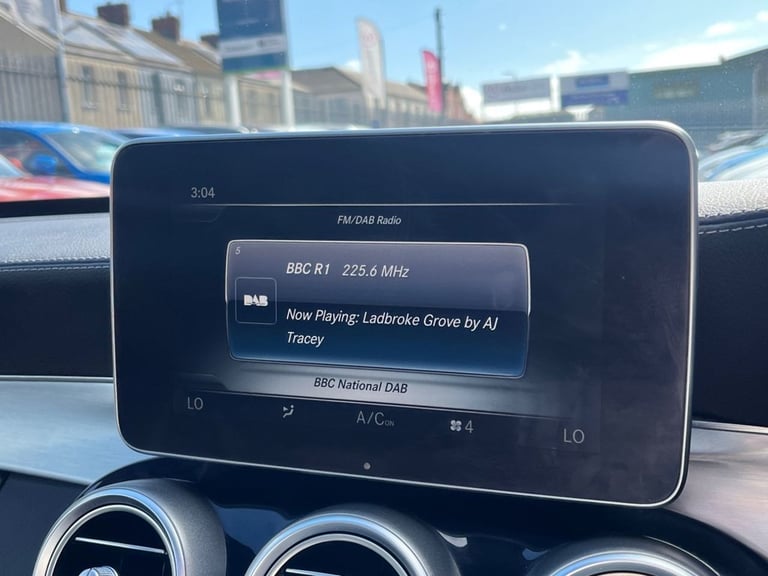 3:04
FM/DAB Radio
5
BBC R1 225.6 MHz
DAB
Now Playing: Ladbroke Grove by AJ
Tracey
BBC National DAB
LO
A/C ON
4
LO